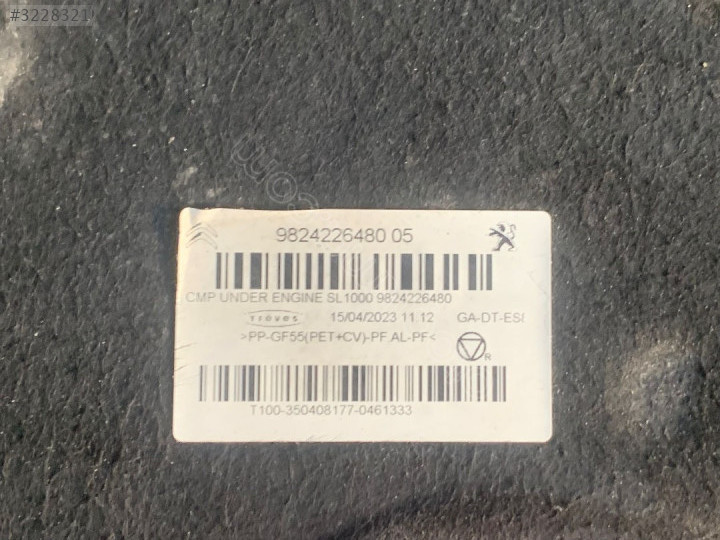 #3228321
9824226480 05
CMP UNDER ENGINE SL1000 9824226480
treves 15/04/2023 11:12 GA-DT-ES
>PP-GF55(PET+CV)-PF,AL-PF<
R
T100-350408177-0461333